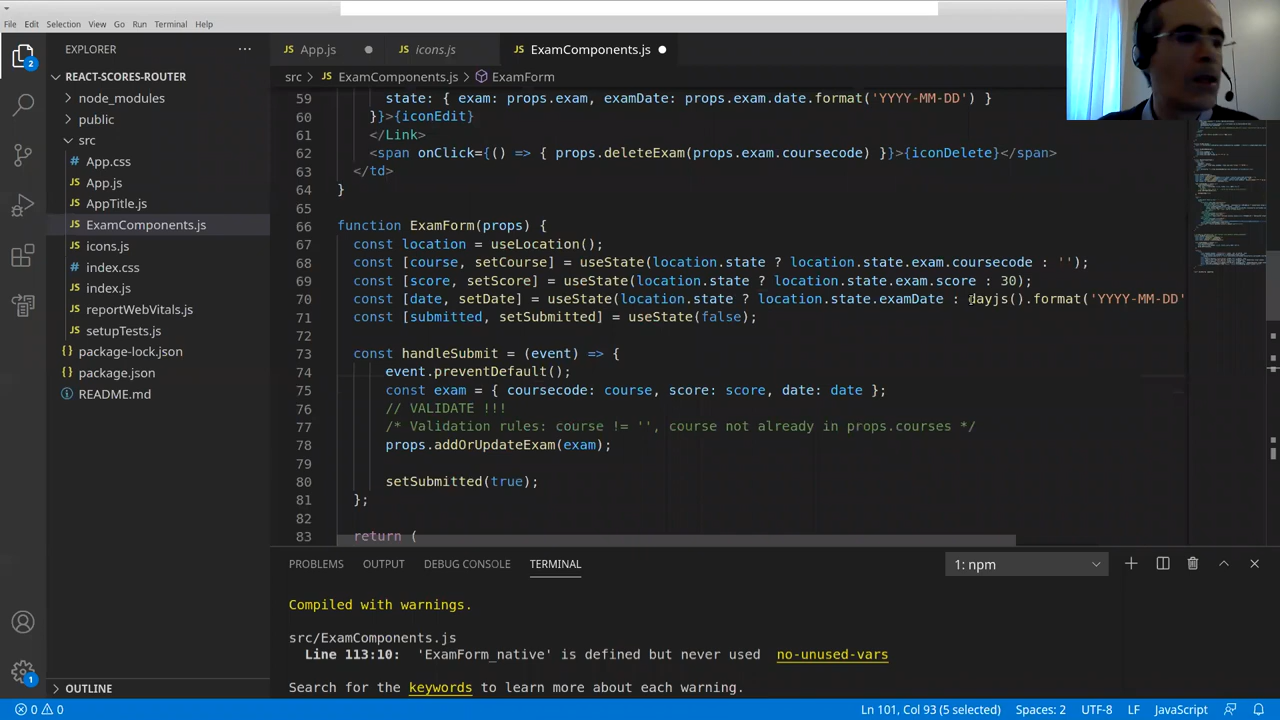 File Edit Selection View Go Run Terminal Help
EXPLORER
REACT-SCORES-ROUTER
node_modules
public
src
App.css
App.js
AppTitle.js
ExamComponents.js
icons.js
index.css
index.js
reportWebVitals.js
setupTests.js
package-lock.json
package.json
README.md
OUTLINE
App.js icons.js ExamComponents.js
src > ExamComponents.js > ExamForm
59 state: { exam: props.exam, examDate: props.exam.date.format('YYYY-MM-DD') }
60 }}>{iconEdit}
61 </Link>
62 <span onClick={() => { props.deleteExam(props.exam.coursecode) }}>{iconDelete}</span>
63 </td>
64 }
65
66 function ExamForm(props) {
67 const location = useLocation();
68 const [course, setCourse] = useState(location.state ? location.state.exam.coursecode : '');
69 const [score, setScore] = useState(location.state ? location.state.exam.score : 30);
70 const [date, setDate] = useState(location.state ? location.state.examDate : dayjs().format('YYYY-MM-DD'
71 const [submitted, setSubmitted] = useState(false);
72
73 const handleSubmit = (event) => {
74 event.preventDefault();
75 const exam = { coursecode: course, score: score, date: date };
76 // VALIDATE !!!
77 /* Validation rules: course != '', course not already in props.courses */
78 props.addOrUpdateExam(exam);
79
80 setSubmitted(true);
81 };
82
83 return (
PROBLEMS OUTPUT DEBUG CONSOLE TERMINAL 1: npm
Compiled with warnings.
src/ExamComponents.js
Line 113:10: 'ExamForm_native' is defined but never used no-unused-vars
Search for the keywords to learn more about each warning.
2
1
0 0 Ln 101, Col 93 (5 selected) Spaces: 2 UTF-8 LF JavaScript